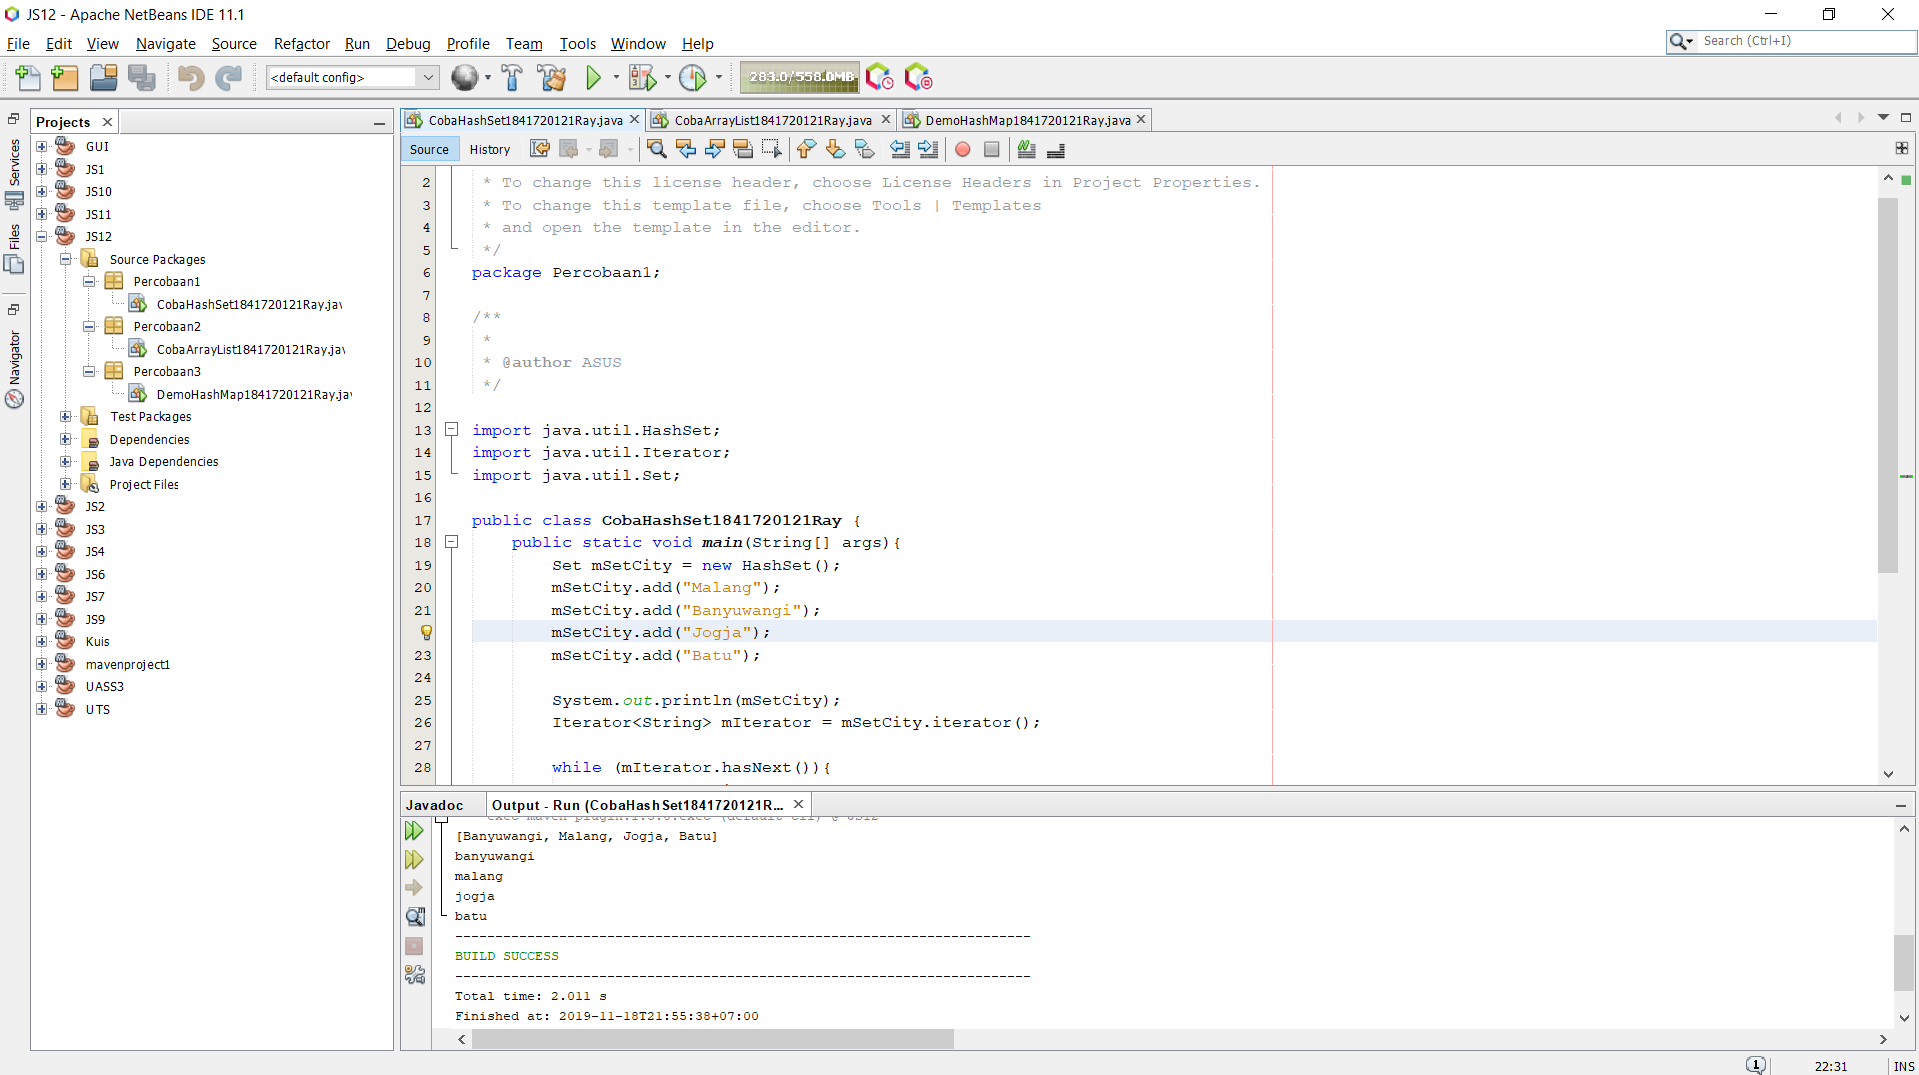 JS12 - Apache NetBeans IDE 11.1
File Edit View Navigate Source Refactor Run Debug Profile Team Tools Window Help
Search (Ctrl+I)
<default config>
283.0/558.0MB
Services
Files
Navigator
Projects
GUI
JS1
JS10
JS11
JS12
Source Packages
Percobaan1
CobaHashSet1841720121Ray.jav
Percobaan2
CobaArrayList1841720121Ray.jav
Percobaan3
DemoHashMap1841720121Ray.jav
Test Packages
Dependencies
Java Dependencies
Project Files
JS2
JS3
JS4
JS6
JS7
JS9
Kuis
mavenproject1
UASS3
UTS
CobaHashSet1841720121Ray.java CobaArrayList1841720121Ray.java DemoHashMap1841720121Ray.java
Source History
2 * To change this license header, choose License Headers in Project Properties.
3 * To change this template file, choose Tools | Templates
4 * and open the template in the editor.
5 */
6 package Percobaan1;
7
8 /**
9 *
10 * @author ASUS
11 */
12
13 import java.util.HashSet;
14 import java.util.Iterator;
15 import java.util.Set;
16
17 public class CobaHashSet1841720121Ray {
18 public static void main(String[] args){
19 Set mSetCity = new HashSet();
20 mSetCity.add("Malang");
21 mSetCity.add("Banyuwangi");
mSetCity.add("Jogja");
23 mSetCity.add("Batu");
24
25 System.out.println(mSetCity);
26 Iterator<String> mIterator = mSetCity.iterator();
27
28 while (mIterator.hasNext()){
Javadoc Output - Run (CobaHashSet1841720121R...
[Banyuwangi, Malang, Jogja, Batu]
banyuwangi
malang
jogja
batu
------------------------------------------------------------------------
BUILD SUCCESS
------------------------------------------------------------------------
Total time: 2.011 s
Finished at: 2019-11-18T21:55:38+07:00
1 22:31 INS